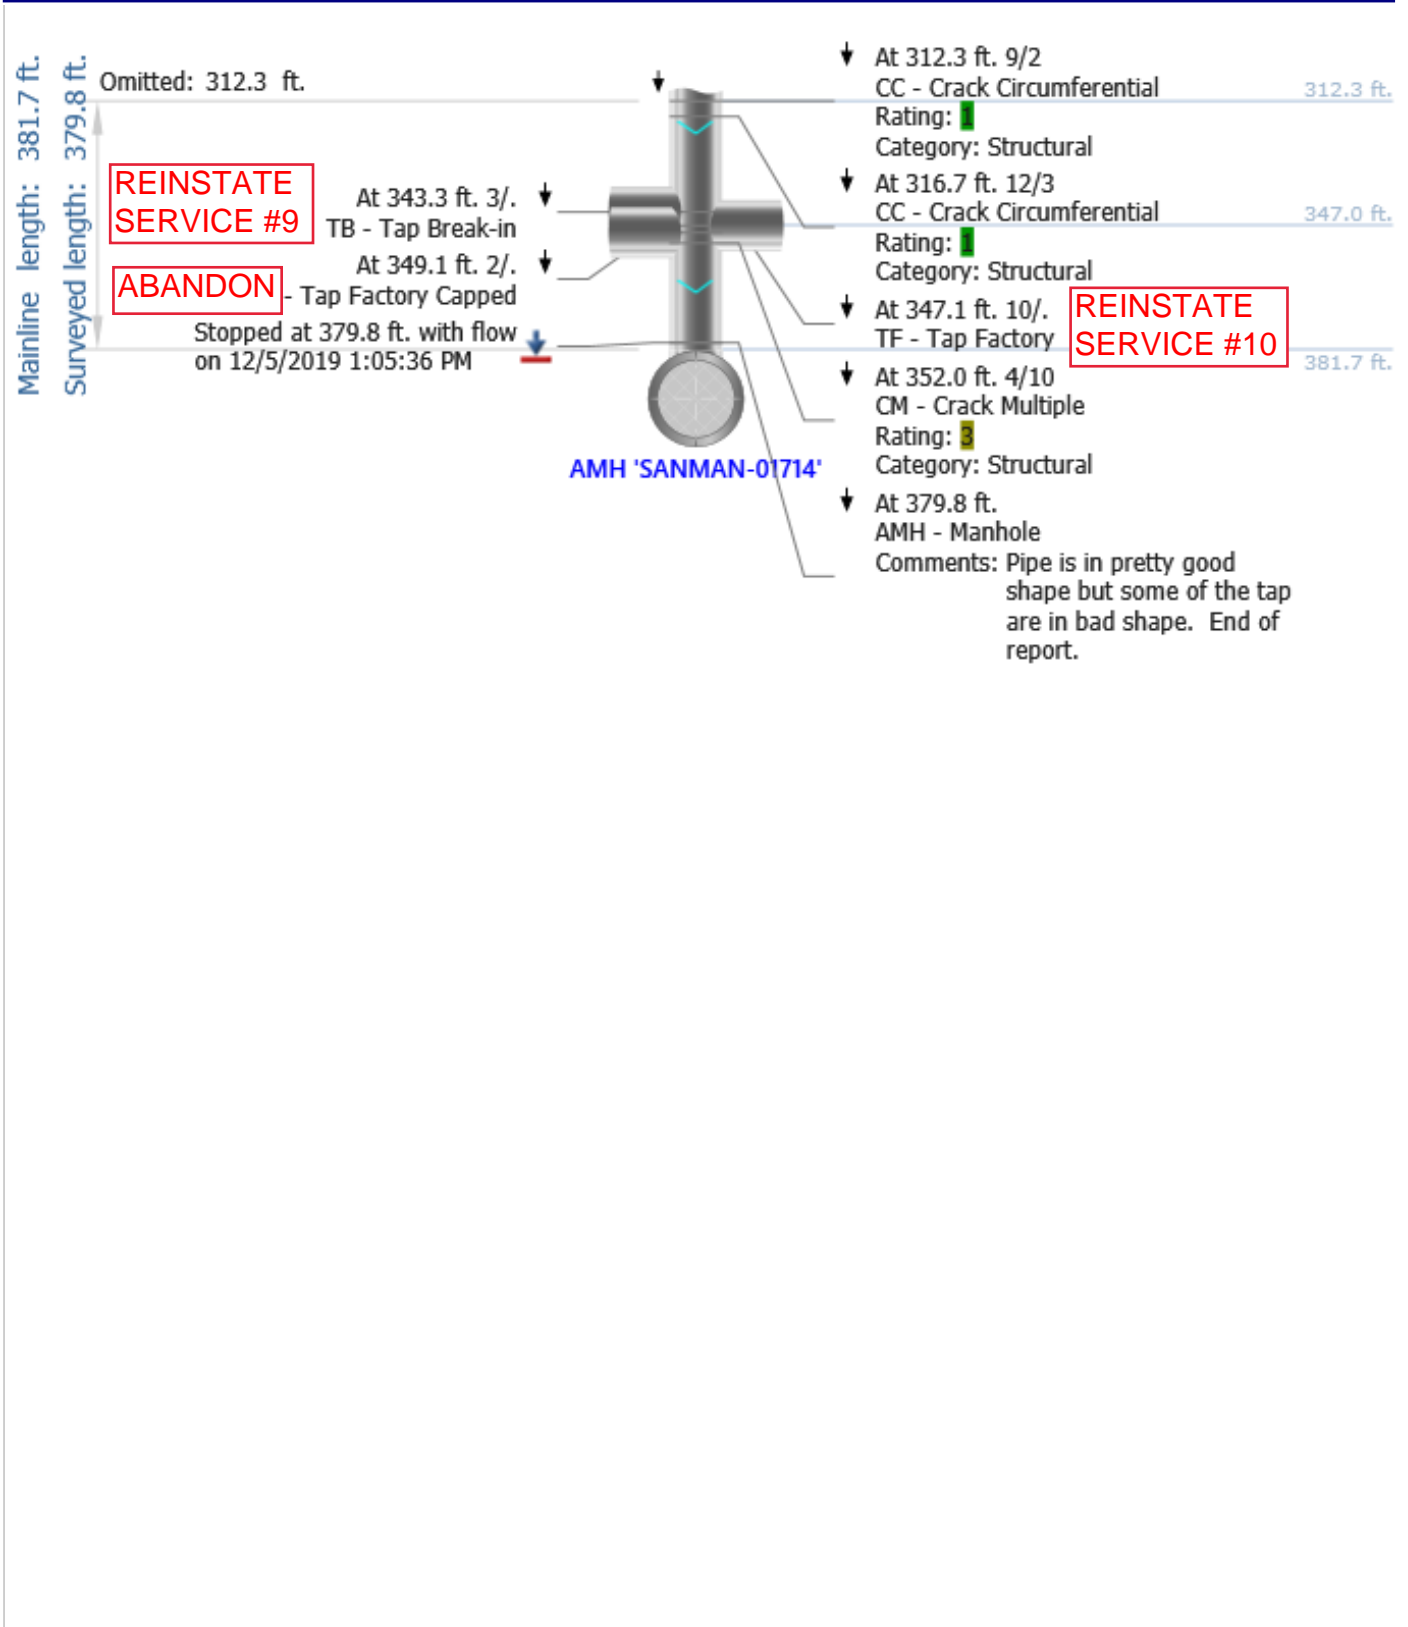 Mainline length: 381.7 ft.
Surveyed length: 379.8 ft.
Omitted: 312.3 ft.
REINSTATE
SERVICE #9
At 343.3 ft. 3/.
TB - Tap Break-in
At 349.1 ft. 2/.
ABANDON - Tap Factory Capped
Stopped at 379.8 ft. with flow
on 12/5/2019 1:05:36 PM
AMH 'SANMAN-01714'
At 312.3 ft. 9/2
CC - Crack Circumferential
Rating: 1
Category: Structural
At 316.7 ft. 12/3
CC - Crack Circumferential
Rating: 1
Category: Structural
At 347.1 ft. 10/.
TF - Tap Factory
REINSTATE
SERVICE #10
At 352.0 ft. 4/10
CM - Crack Multiple
Rating: 3
Category: Structural
At 379.8 ft.
AMH - Manhole
Comments: Pipe is in pretty good
shape but some of the tap
are in bad shape. End of
report.
312.3 ft.
347.0 ft.
381.7 ft.